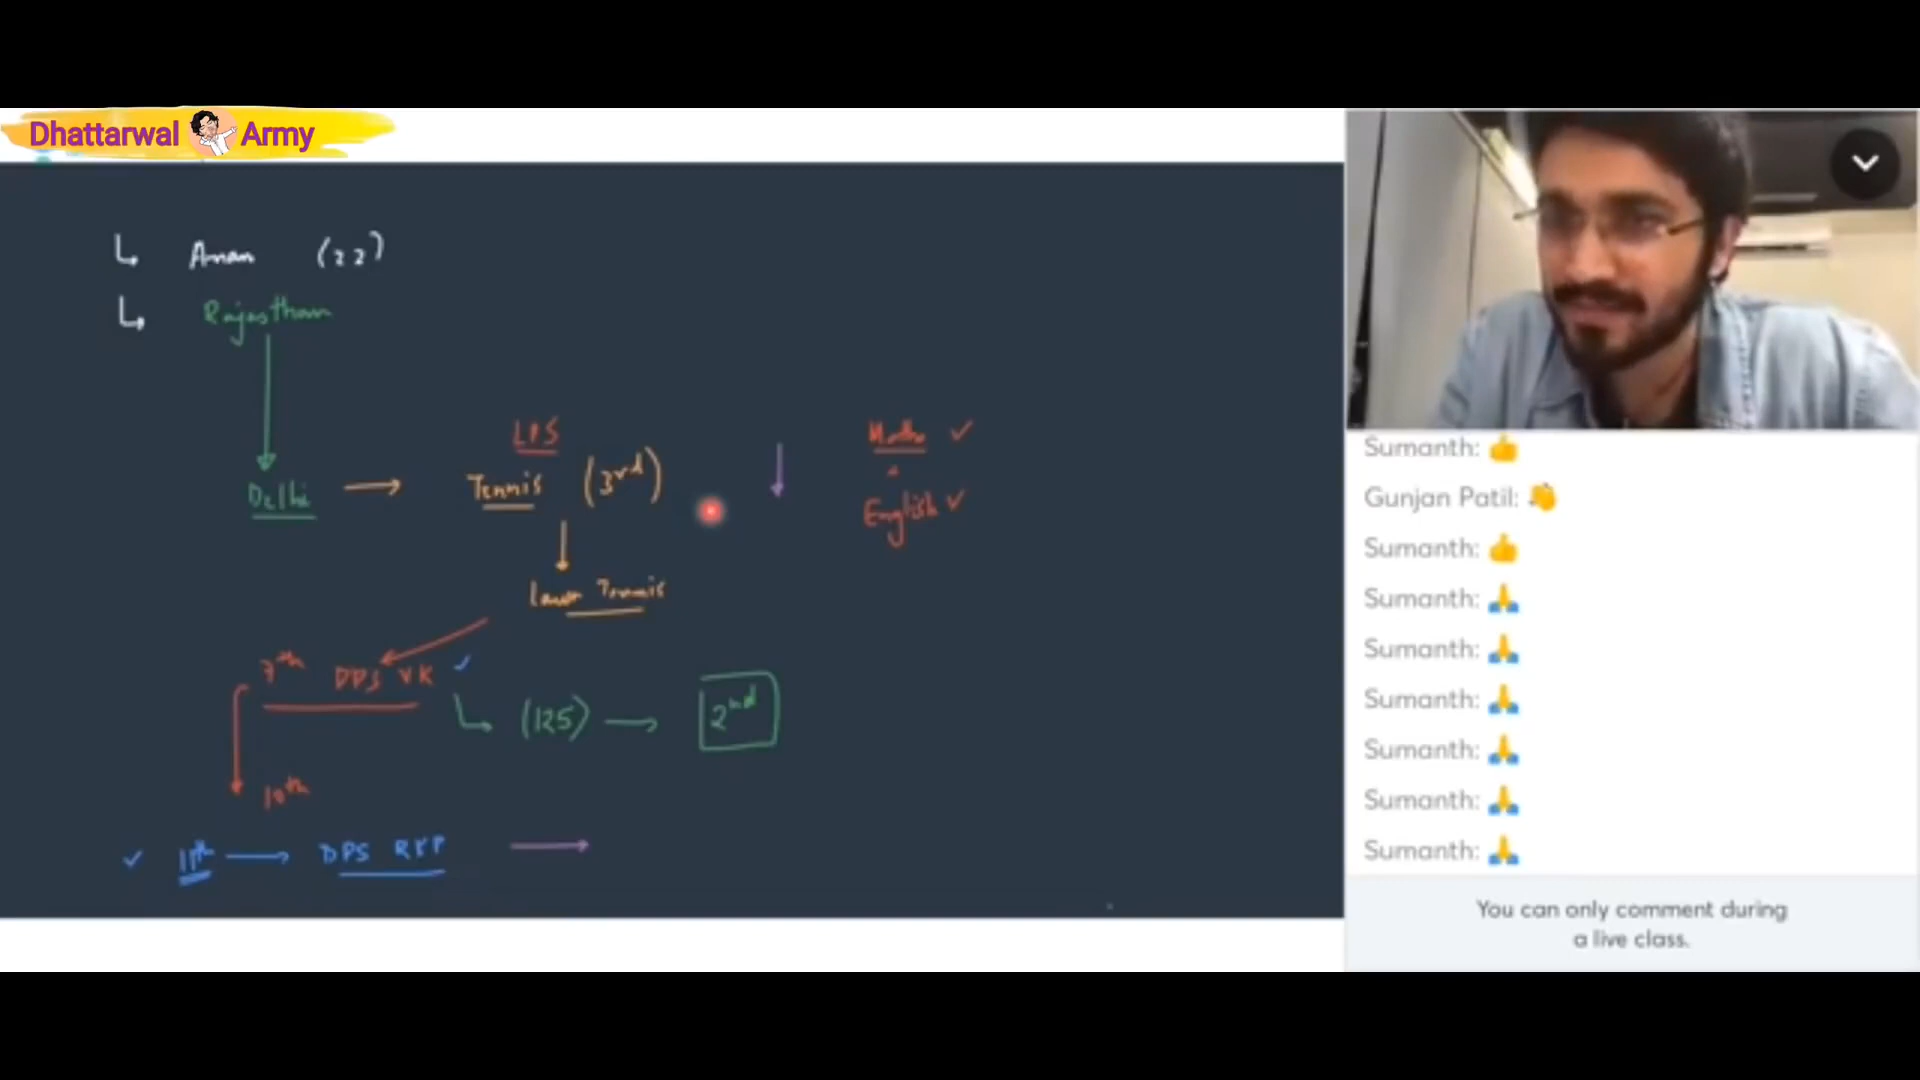 Dhattarwal Army
Aman (22)
Rajasthan
LPS
Maths
Delhi → Tennis (3rd)
English
Lawn Tennis
7th DPS VK
(125) → 2nd
10th
11th → DPS RKP
Sumanth: 👍
Gunjan Patil: 👏
Sumanth: 👍
Sumanth: 🙏
Sumanth: 🙏
Sumanth: 🙏
Sumanth: 🙏
Sumanth: 🙏
Sumanth: 🙏
You can only comment during
a live class.